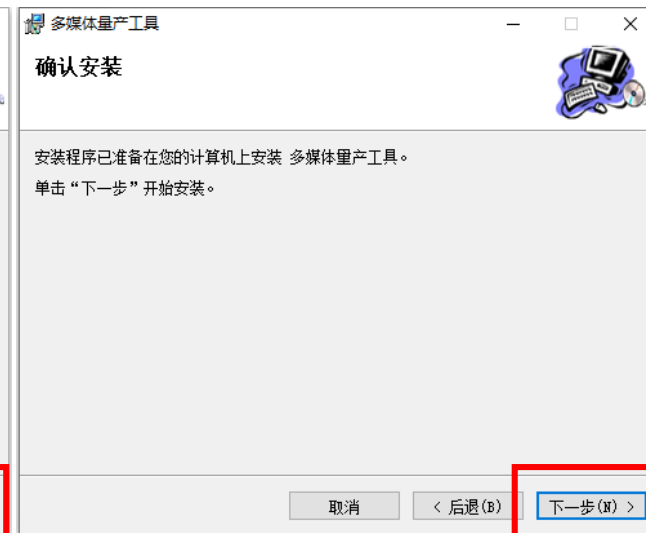 多媒体量产工具
确认安装
安装程序已准备在您的计算机上安装 多媒体量产工具。
单击“下一步”开始安装。
取消
< 后退(B)
下一步(N) >